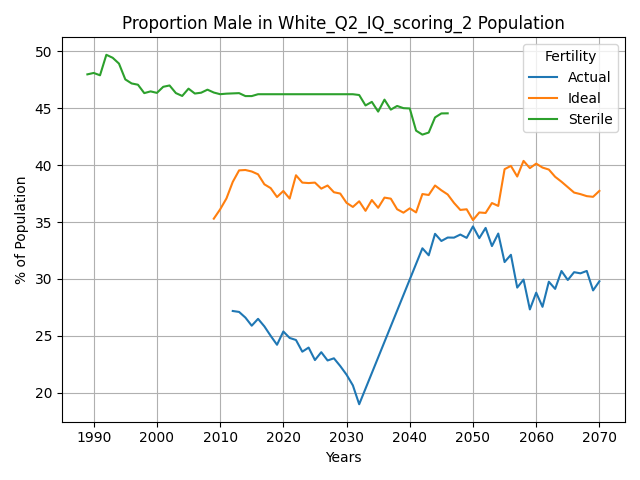 Proportion Male in White_Q2_IQ_scoring_2 Population
% of Population
50
45
40
35
30
25
20
Fertility
Actual
Ideal
Sterile
1990 2000 2010 2020 2030 2040 2050 2060 2070
Years